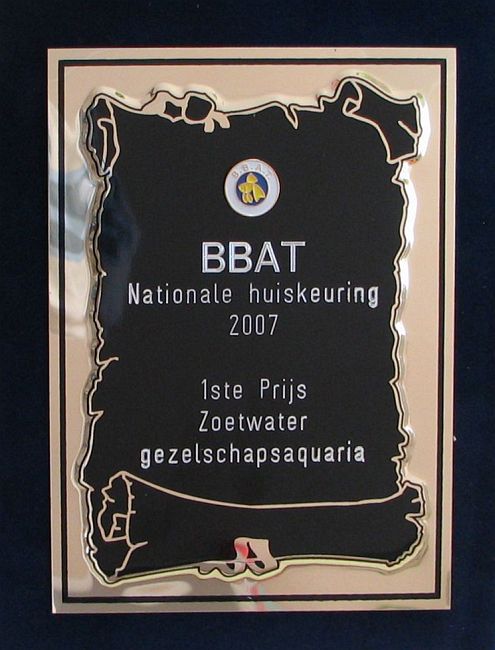 B.B.A.T
BBAT
Nationale huiskeuring
2007
1ste Prijs
Zoetwater
gezelschapsaquaria